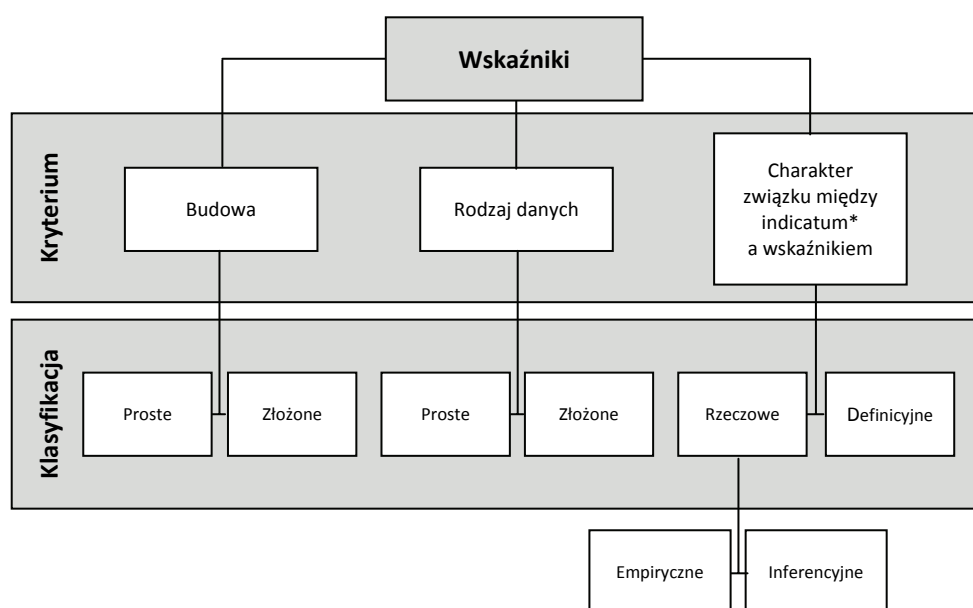 Wskaźniki
Kryterium
Budowa
Rodzaj danych
Charakter
związku między
indicatum*
a wskaźnikiem
Klasyfikacja
Proste
Złożone
Proste
Złożone
Rzeczowe
Definicyjne
Empiryczne
Inferencyjne